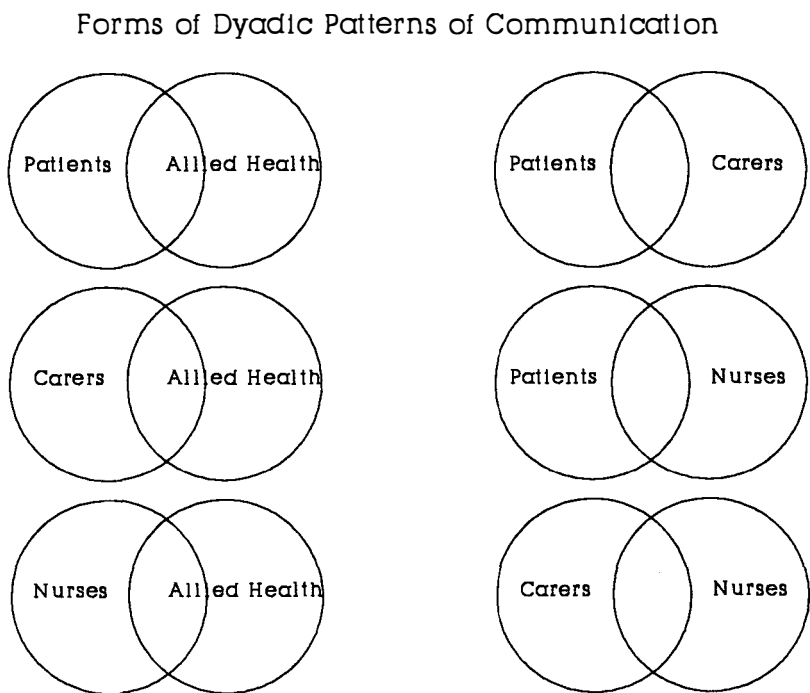 Forms of Dyadic Patterns of Communication
Patients Allied Health
Patients Carers
Carers Allied Health
Patients Nurses
Nurses Allied Health
Carers Nurses